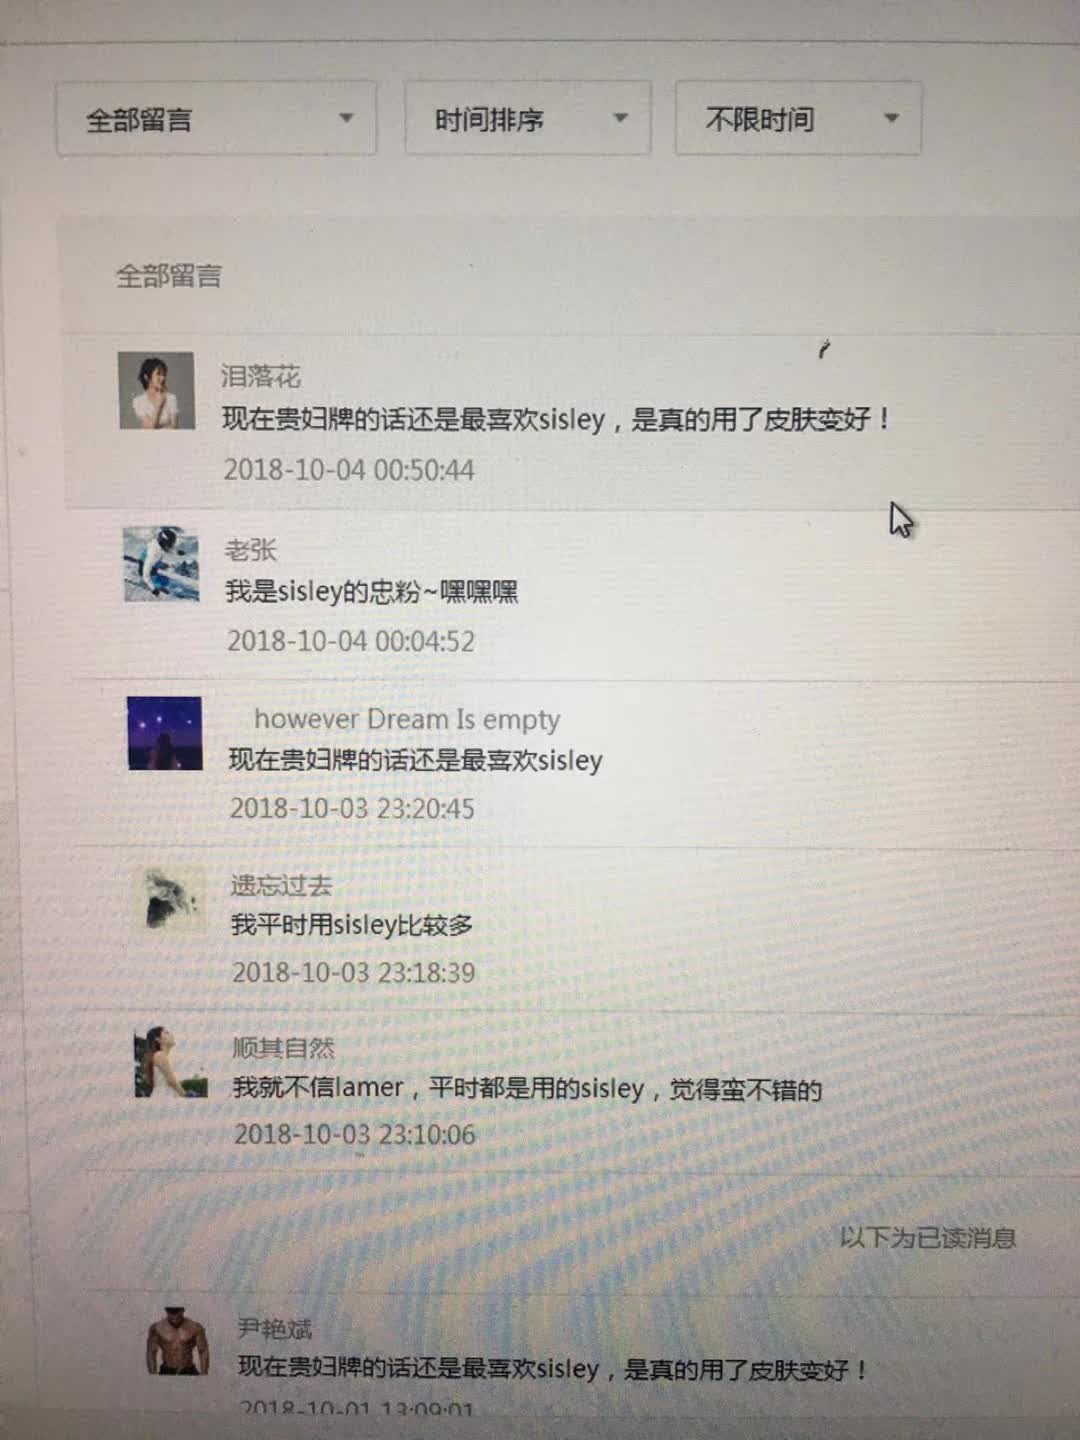 全部留言 时间排序 不限时间
全部留言
泪落花
现在贵妇牌的话还是最喜欢sisley，是真的用了皮肤变好！
2018-10-04 00:50:44
老张
我是sisley的忠粉~嘿嘿嘿
2018-10-04 00:04:52
however Dream Is empty
现在贵妇牌的话还是最喜欢sisley
2018-10-03 23:20:45
遗忘过去
我平时用sisley比较多
2018-10-03 23:18:39
顺其自然
我就不信lamer，平时都是用的sisley，觉得蛮不错的
2018-10-03 23:10:06
以下为已读消息
尹艳斌
现在贵妇牌的话还是最喜欢sisley，是真的用了皮肤变好！
2018-10-01 13:09:01